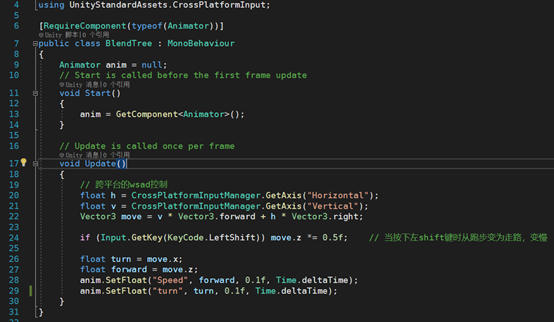 4 using UnityStandardAssets.CrossPlatformInput;
5
6 [RequireComponent(typeof(Animator))]
Unity 脚本|0 个引用
7 public class BlendTree : MonoBehaviour
8 {
9 Animator anim = null;
10 // Start is called before the first frame update
Unity 消息|0 个引用
11 void Start()
12 {
13 anim = GetComponent<Animator>();
14 }
15
16 // Update is called once per frame
Unity 消息|0 个引用
17 void Update()
18 {
19 // 跨平台的wsad控制
20 float h = CrossPlatformInputManager.GetAxis("Horizontal");
21 float v = CrossPlatformInputManager.GetAxis("Vertical");
22 Vector3 move = v * Vector3.forward + h * Vector3.right;
23
24 if (Input.GetKey(KeyCode.LeftShift)) move.z *= 0.5f; // 当按下左shift键时从跑步变为走路，变慢
25
26 float turn = move.x;
27 float forward = move.z;
28 anim.SetFloat("Speed", forward, 0.1f, Time.deltaTime);
29 anim.SetFloat("turn", turn, 0.1f, Time.deltaTime);
30 }
31 }